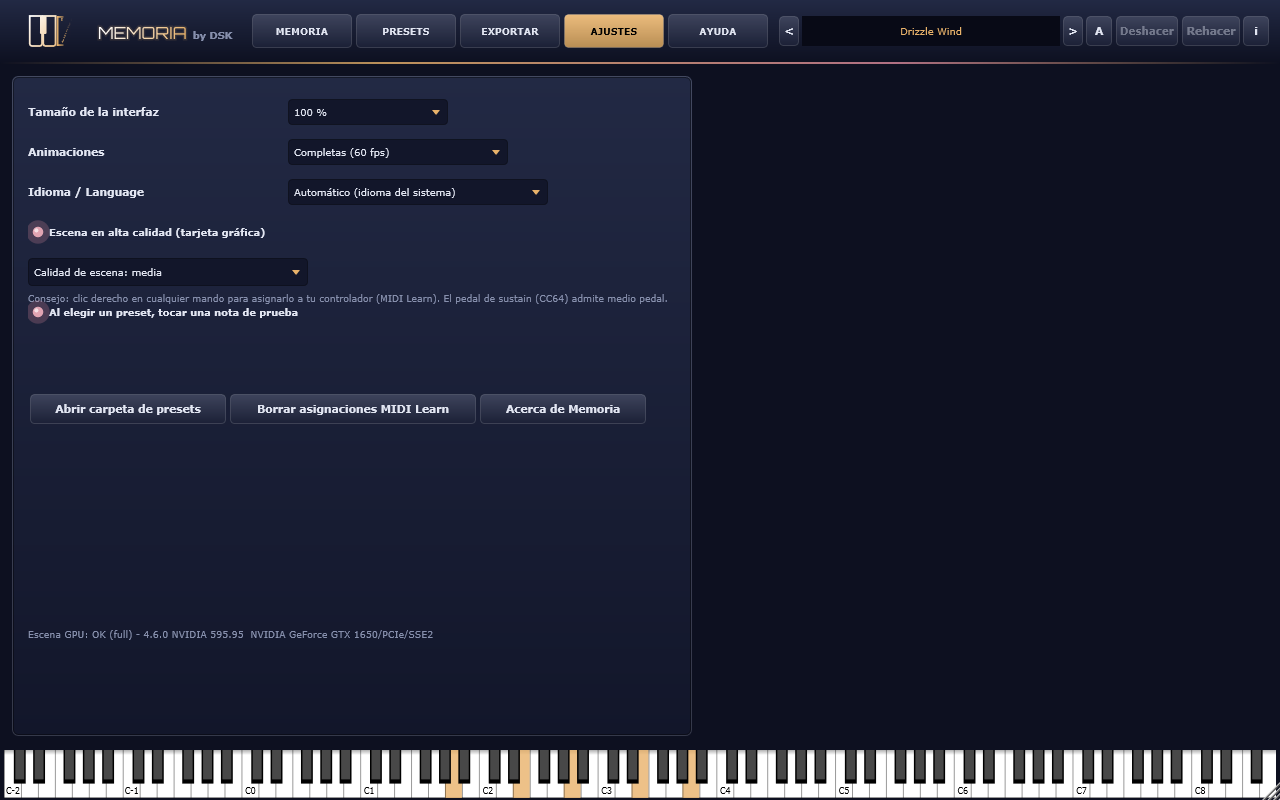 MEMORIA by DSK
MEMORIA
PRESETS
EXPORTAR
AJUSTES
AYUDA
<
Drizzle Wind
>
A
Deshacer
Rehacer
i
Tamaño de la interfaz
100 %
Animaciones
Completas (60 fps)
Idioma / Language
Automático (idioma del sistema)
Escena en alta calidad (tarjeta gráfica)
Calidad de escena: media
Consejo: clic derecho en cualquier mando para asignarlo a tu controlador (MIDI Learn). El pedal de sustain (CC64) admite medio pedal.
Al elegir un preset, tocar una nota de prueba
Abrir carpeta de presets
Borrar asignaciones MIDI Learn
Acerca de Memoria
Escena GPU: OK (full) - 4.6.0 NVIDIA 595.95  NVIDIA GeForce GTX 1650/PCIe/SSE2
C-2
C-1
C0
C1
C2
C3
C4
C5
C6
C7
C8